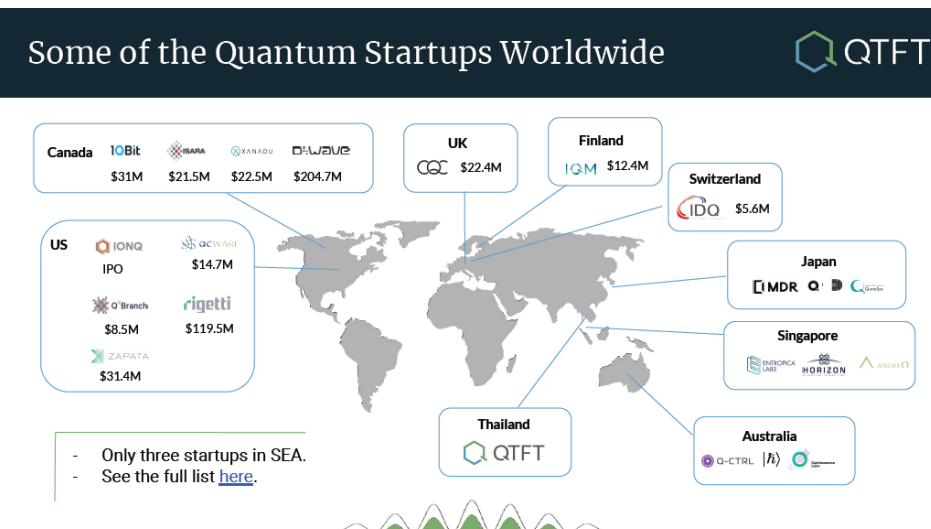 Some of the Quantum Startups Worldwide
QTFT
Canada
1QBit
ISARA
XANADU
D:WAVE
$31M
$21.5M
$22.5M
$204.7M
UK
CQC
$22.4M
Finland
IQM
$12.4M
Switzerland
IDQ
$5.6M
US
IONQ
QCWARE
IPO
$14.7M
QxBranch
rigetti
$8.5M
$119.5M
ZAPATA
$31.4M
Japan
MDR
Singapore
ENTROPICA
LABS
HORIZON
ANGELQ
Thailand
QTFT
Australia
Q-CTRL
|ħ⟩
- Only three startups in SEA.
- See the full list here.